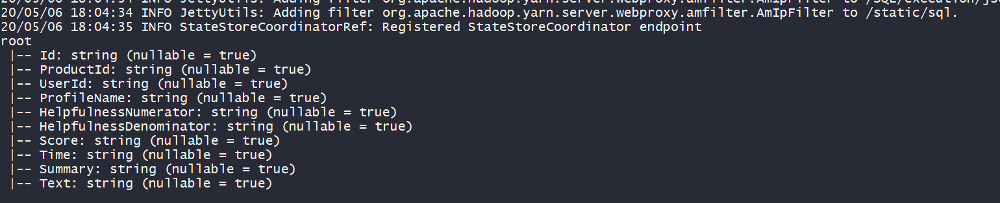 20/05/06 18:04:34 INFO JettyUtils: Adding filter org.apache.hadoop.yarn.server.webproxy.amfilter.AmIpFilter to /SQL/execution/js
20/05/06 18:04:34 INFO JettyUtils: Adding filter org.apache.hadoop.yarn.server.webproxy.amfilter.AmIpFilter to /static/sql.
20/05/06 18:04:35 INFO StateStoreCoordinatorRef: Registered StateStoreCoordinator endpoint
root
 |-- Id: string (nullable = true)
 |-- ProductId: string (nullable = true)
 |-- UserId: string (nullable = true)
 |-- ProfileName: string (nullable = true)
 |-- HelpfulnessNumerator: string (nullable = true)
 |-- HelpfulnessDenominator: string (nullable = true)
 |-- Score: string (nullable = true)
 |-- Time: string (nullable = true)
 |-- Summary: string (nullable = true)
 |-- Text: string (nullable = true)